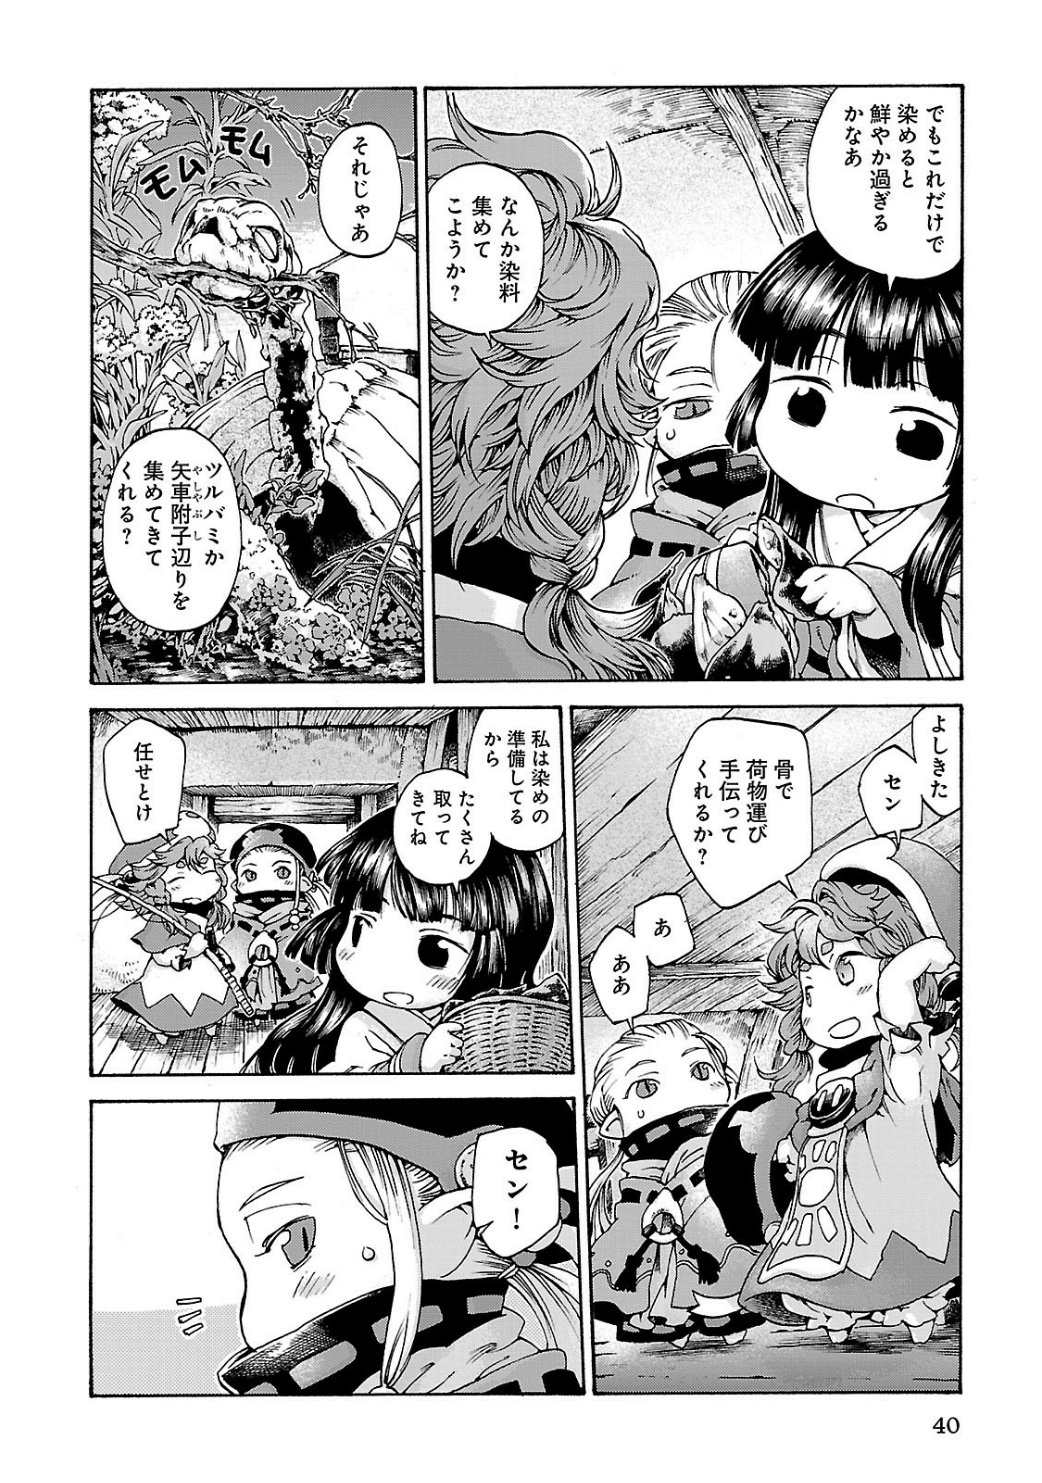 でもこれだけで
染めると
鮮やか過ぎる
かなあ
なんか染料
集めて
こようか?
それじゃあ
モム
モム
ツルバミか
矢車附子辺りを
やしゃぶし
集めてきて
くれる?
よしきた
セン
骨で
荷物運び
手伝って
くれるか?
あ
ああ
私は染めの
準備してる
から
たくさん
取って
きてね
任せとけ
セン!
40